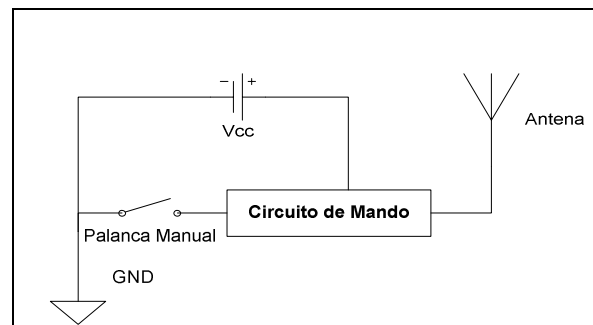 − +
Vcc
Antena
Circuito de Mando
Palanca Manual
GND